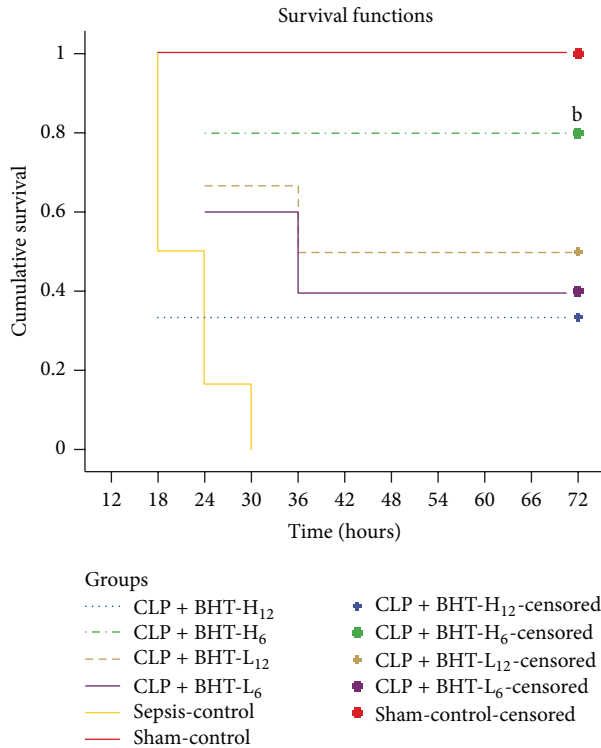 Survival functions
1
0.8
0.6
0.4
0.2
0
Cumulative survival
b
12 18 24 30 36 42 48 54 60 66 72
Time (hours)
Groups
CLP + BHT-H₁₂
CLP + BHT-H₆
CLP + BHT-L₁₂
CLP + BHT-L₆
Sepsis-control
Sham-control
CLP + BHT-H₁₂-censored
CLP + BHT-H₆-censored
CLP + BHT-L₁₂-censored
CLP + BHT-L₆-censored
Sham-control-censored